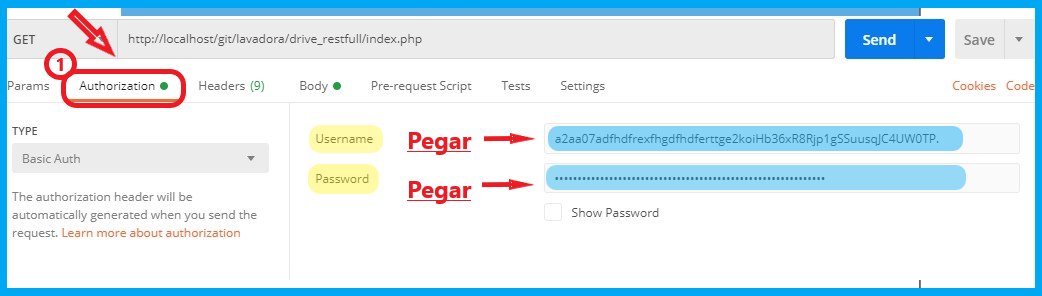 GET
http://localhost/git/lavadora/drive_restfull/index.php
Send
Save
1
Params
Authorization
Headers (9)
Body
Pre-request Script
Tests
Settings
Cookies
Code
TYPE
Basic Auth
The authorization header will be
automatically generated when you send the
request. Learn more about authorization
Username
Pegar
a2aa07adfhdfrexfhgdfhdferttge2koiHb36xR8Rjp1gSSuusqJC4UW0TP.
Password
Pegar
Show Password